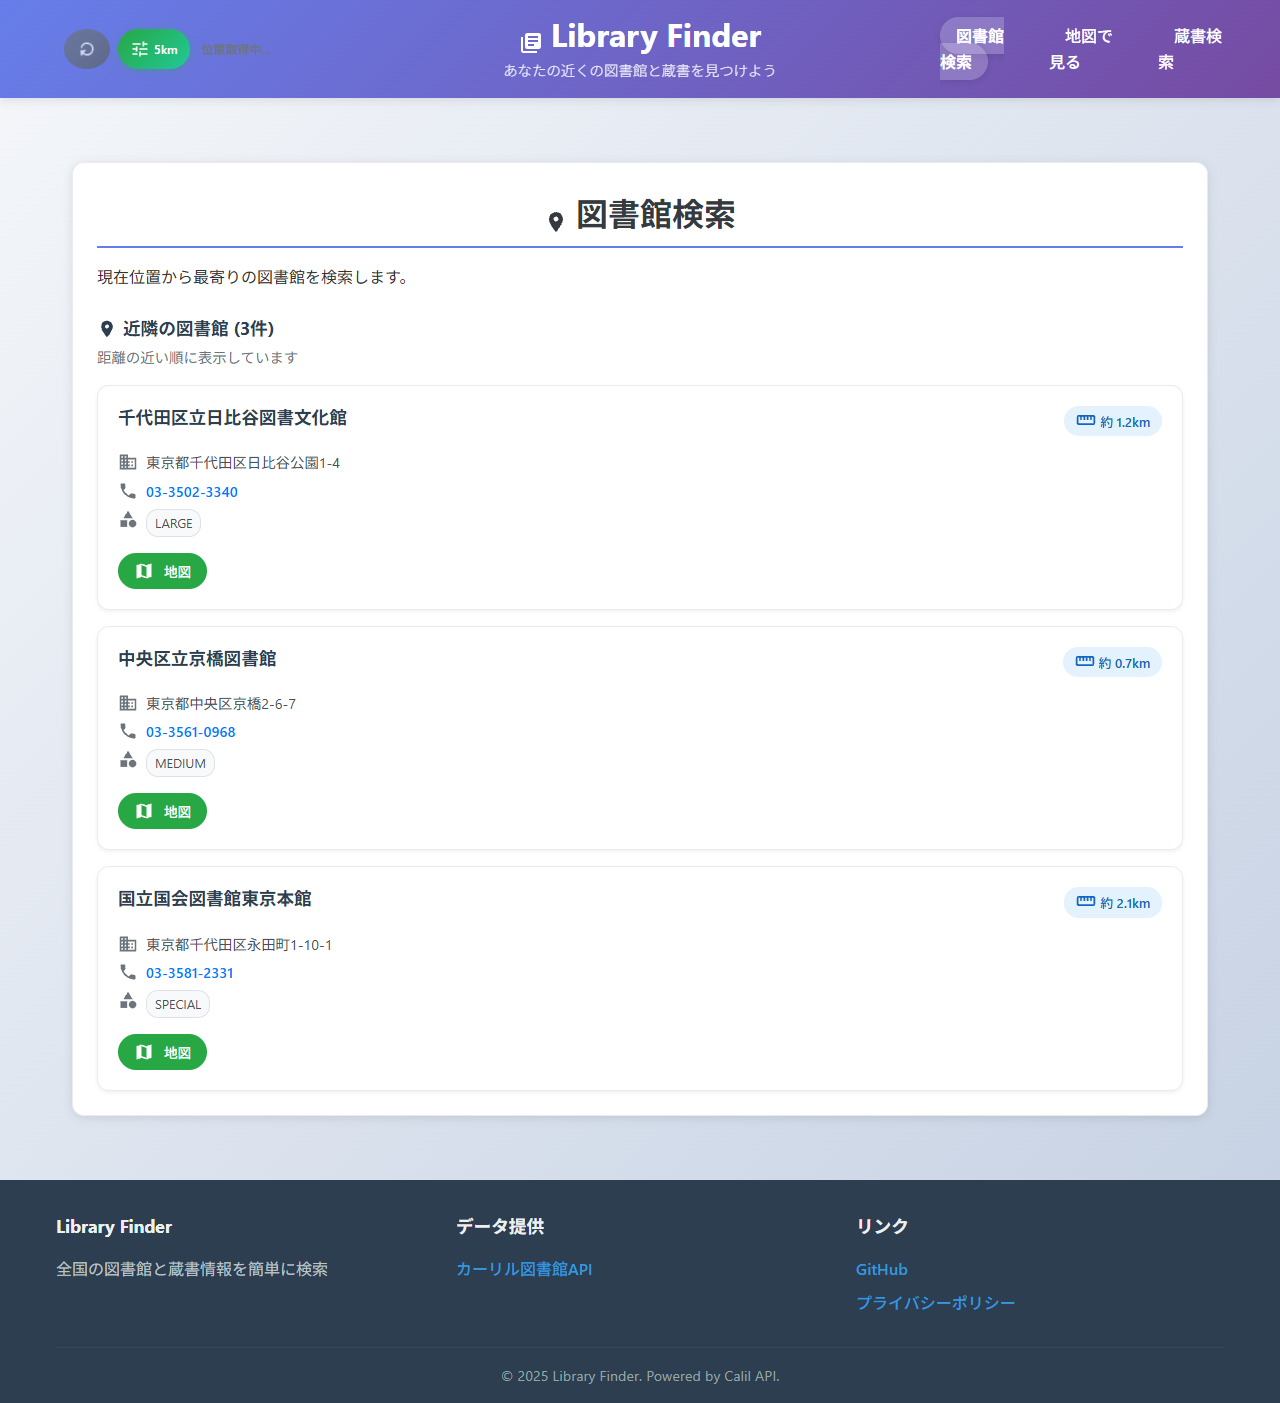 5km
位置取得中...
Library Finder
あなたの近くの図書館と蔵書を見つけよう
図書館検索
地図で見る
蔵書検索
図書館検索
現在位置から最寄りの図書館を検索します。
近隣の図書館 (3件)
距離の近い順に表示しています
千代田区立日比谷図書文化館
約 1.2km
東京都千代田区日比谷公園1-4
03-3502-3340
LARGE
地図
中央区立京橋図書館
約 0.7km
東京都中央区京橋2-6-7
03-3561-0968
MEDIUM
地図
国立国会図書館東京本館
約 2.1km
東京都千代田区永田町1-10-1
03-3581-2331
SPECIAL
地図
Library Finder
全国の図書館と蔵書情報を簡単に検索
データ提供
カーリル図書館API
リンク
GitHub
プライバシーポリシー
© 2025 Library Finder. Powered by Calil API.